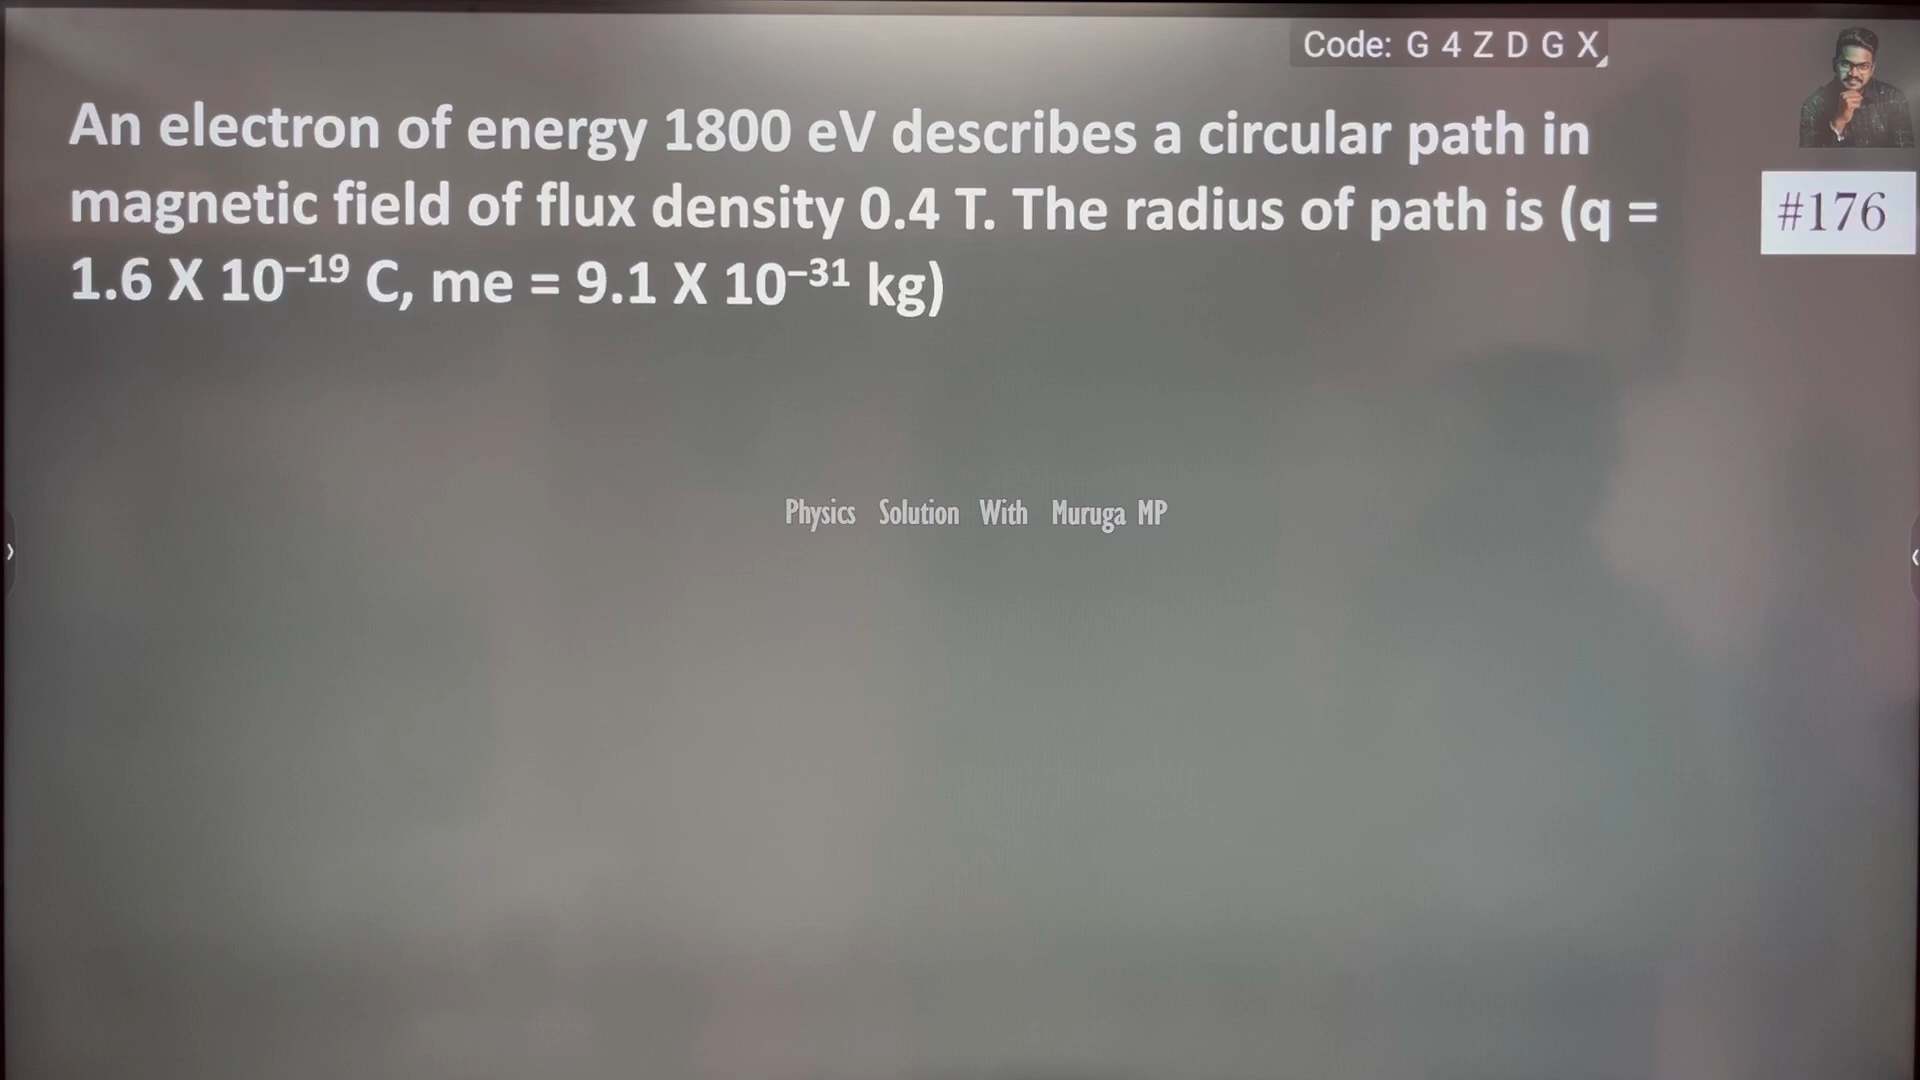 Code: G 4 Z D G X
An electron of energy 1800 eV describes a circular path in
magnetic field of flux density 0.4 T. The radius of path is (q =
1.6 X 10⁻¹⁹ C, me = 9.1 X 10⁻³¹ kg)
#176
Physics Solution With Muruga MP